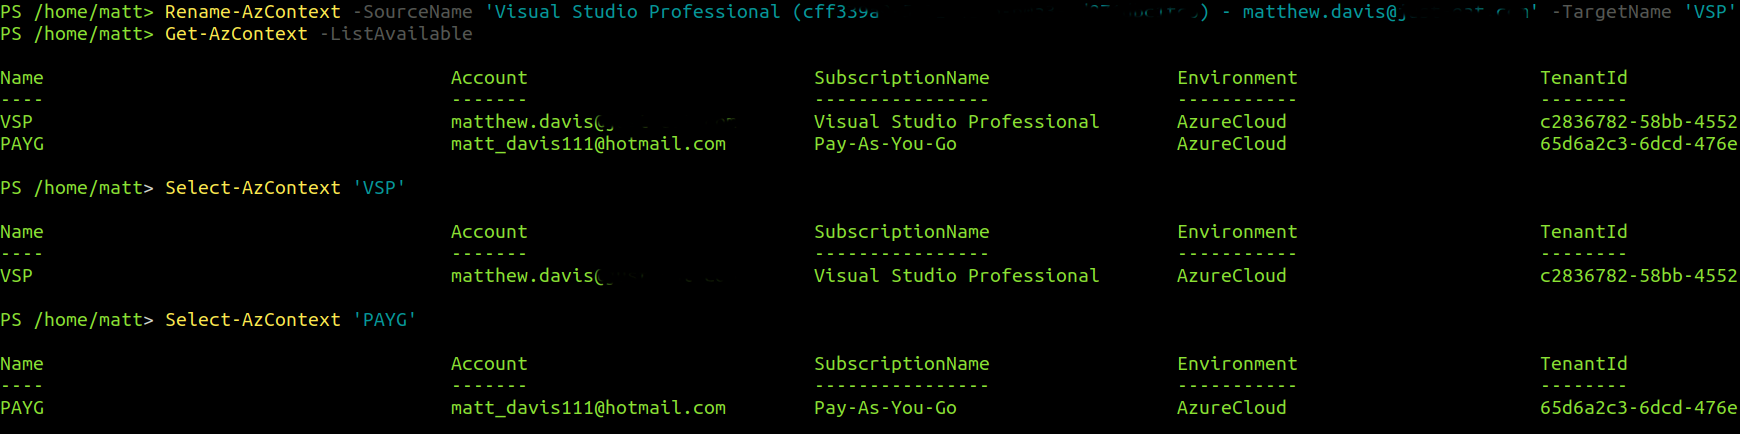 PS /home/matt> Rename-AzContext -SourceName 'Visual Studio Professional (cff339a ) - matthew.davis@ ' -TargetName 'VSP'
PS /home/matt> Get-AzContext -ListAvailable
Name Account SubscriptionName Environment TenantId
---- ------- ---------------- ----------- --------
VSP matthew.davis@ Visual Studio Professional AzureCloud c2836782-58bb-4552
PAYG matt_davis111@hotmail.com Pay-As-You-Go AzureCloud 65d6a2c3-6dcd-476e
PS /home/matt> Select-AzContext 'VSP'
Name Account SubscriptionName Environment TenantId
---- ------- ---------------- ----------- --------
VSP matthew.davis@ Visual Studio Professional AzureCloud c2836782-58bb-4552
PS /home/matt> Select-AzContext 'PAYG'
Name Account SubscriptionName Environment TenantId
---- ------- ---------------- ----------- --------
PAYG matt_davis111@hotmail.com Pay-As-You-Go AzureCloud 65d6a2c3-6dcd-476e